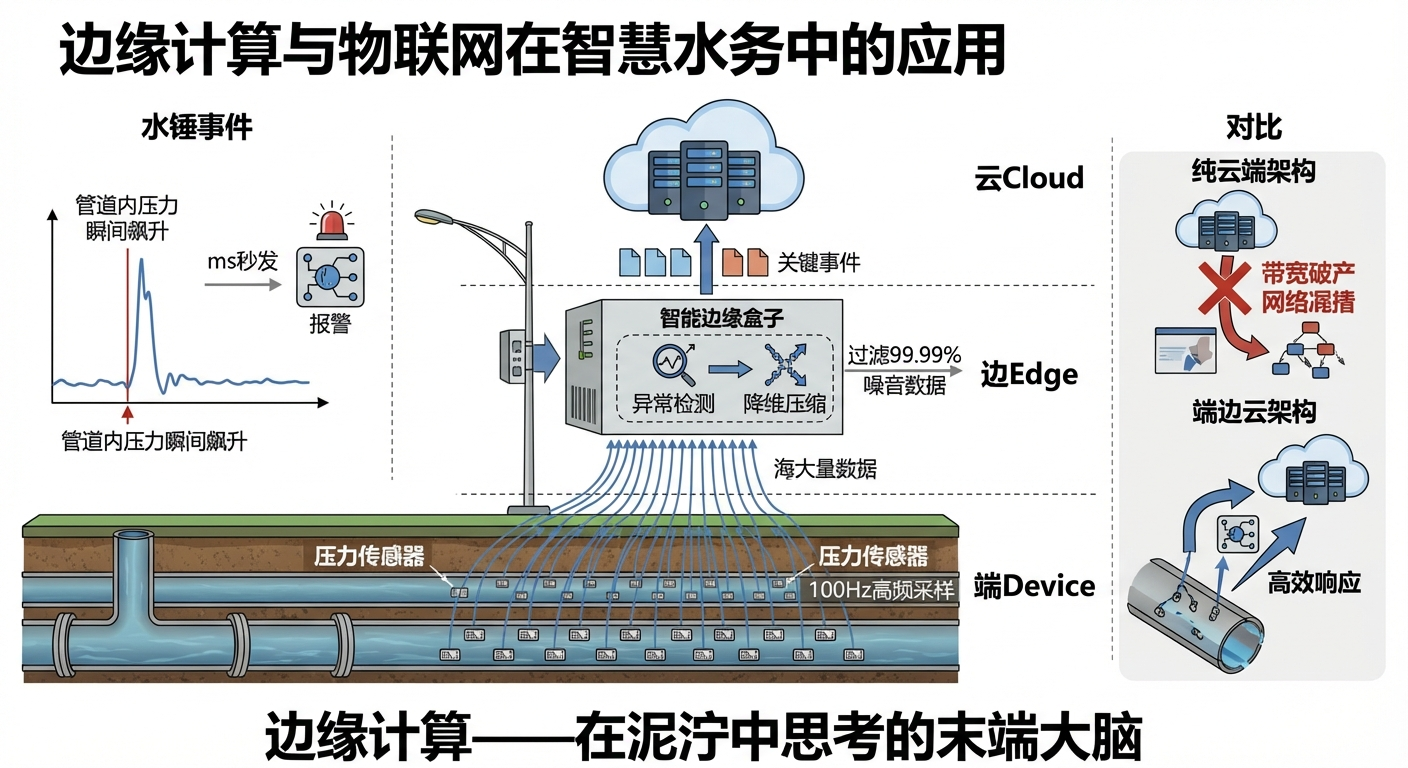 边缘计算与物联网在智慧水务中的应用
水锤事件
管道内压力
瞬间飙升
ms秒发
报警
管道内压力瞬间飙升
云Cloud
关键事件
智能边缘盒子
异常检测
降维压缩
过滤99.99%
噪音数据
边Edge
海大量数据
压力传感器
压力传感器
100Hz高频采样
端Device
对比
纯云端架构
带宽破产
网络混撯
端边云架构
高效响应
边缘计算——在泥泞中思考的末端大脑